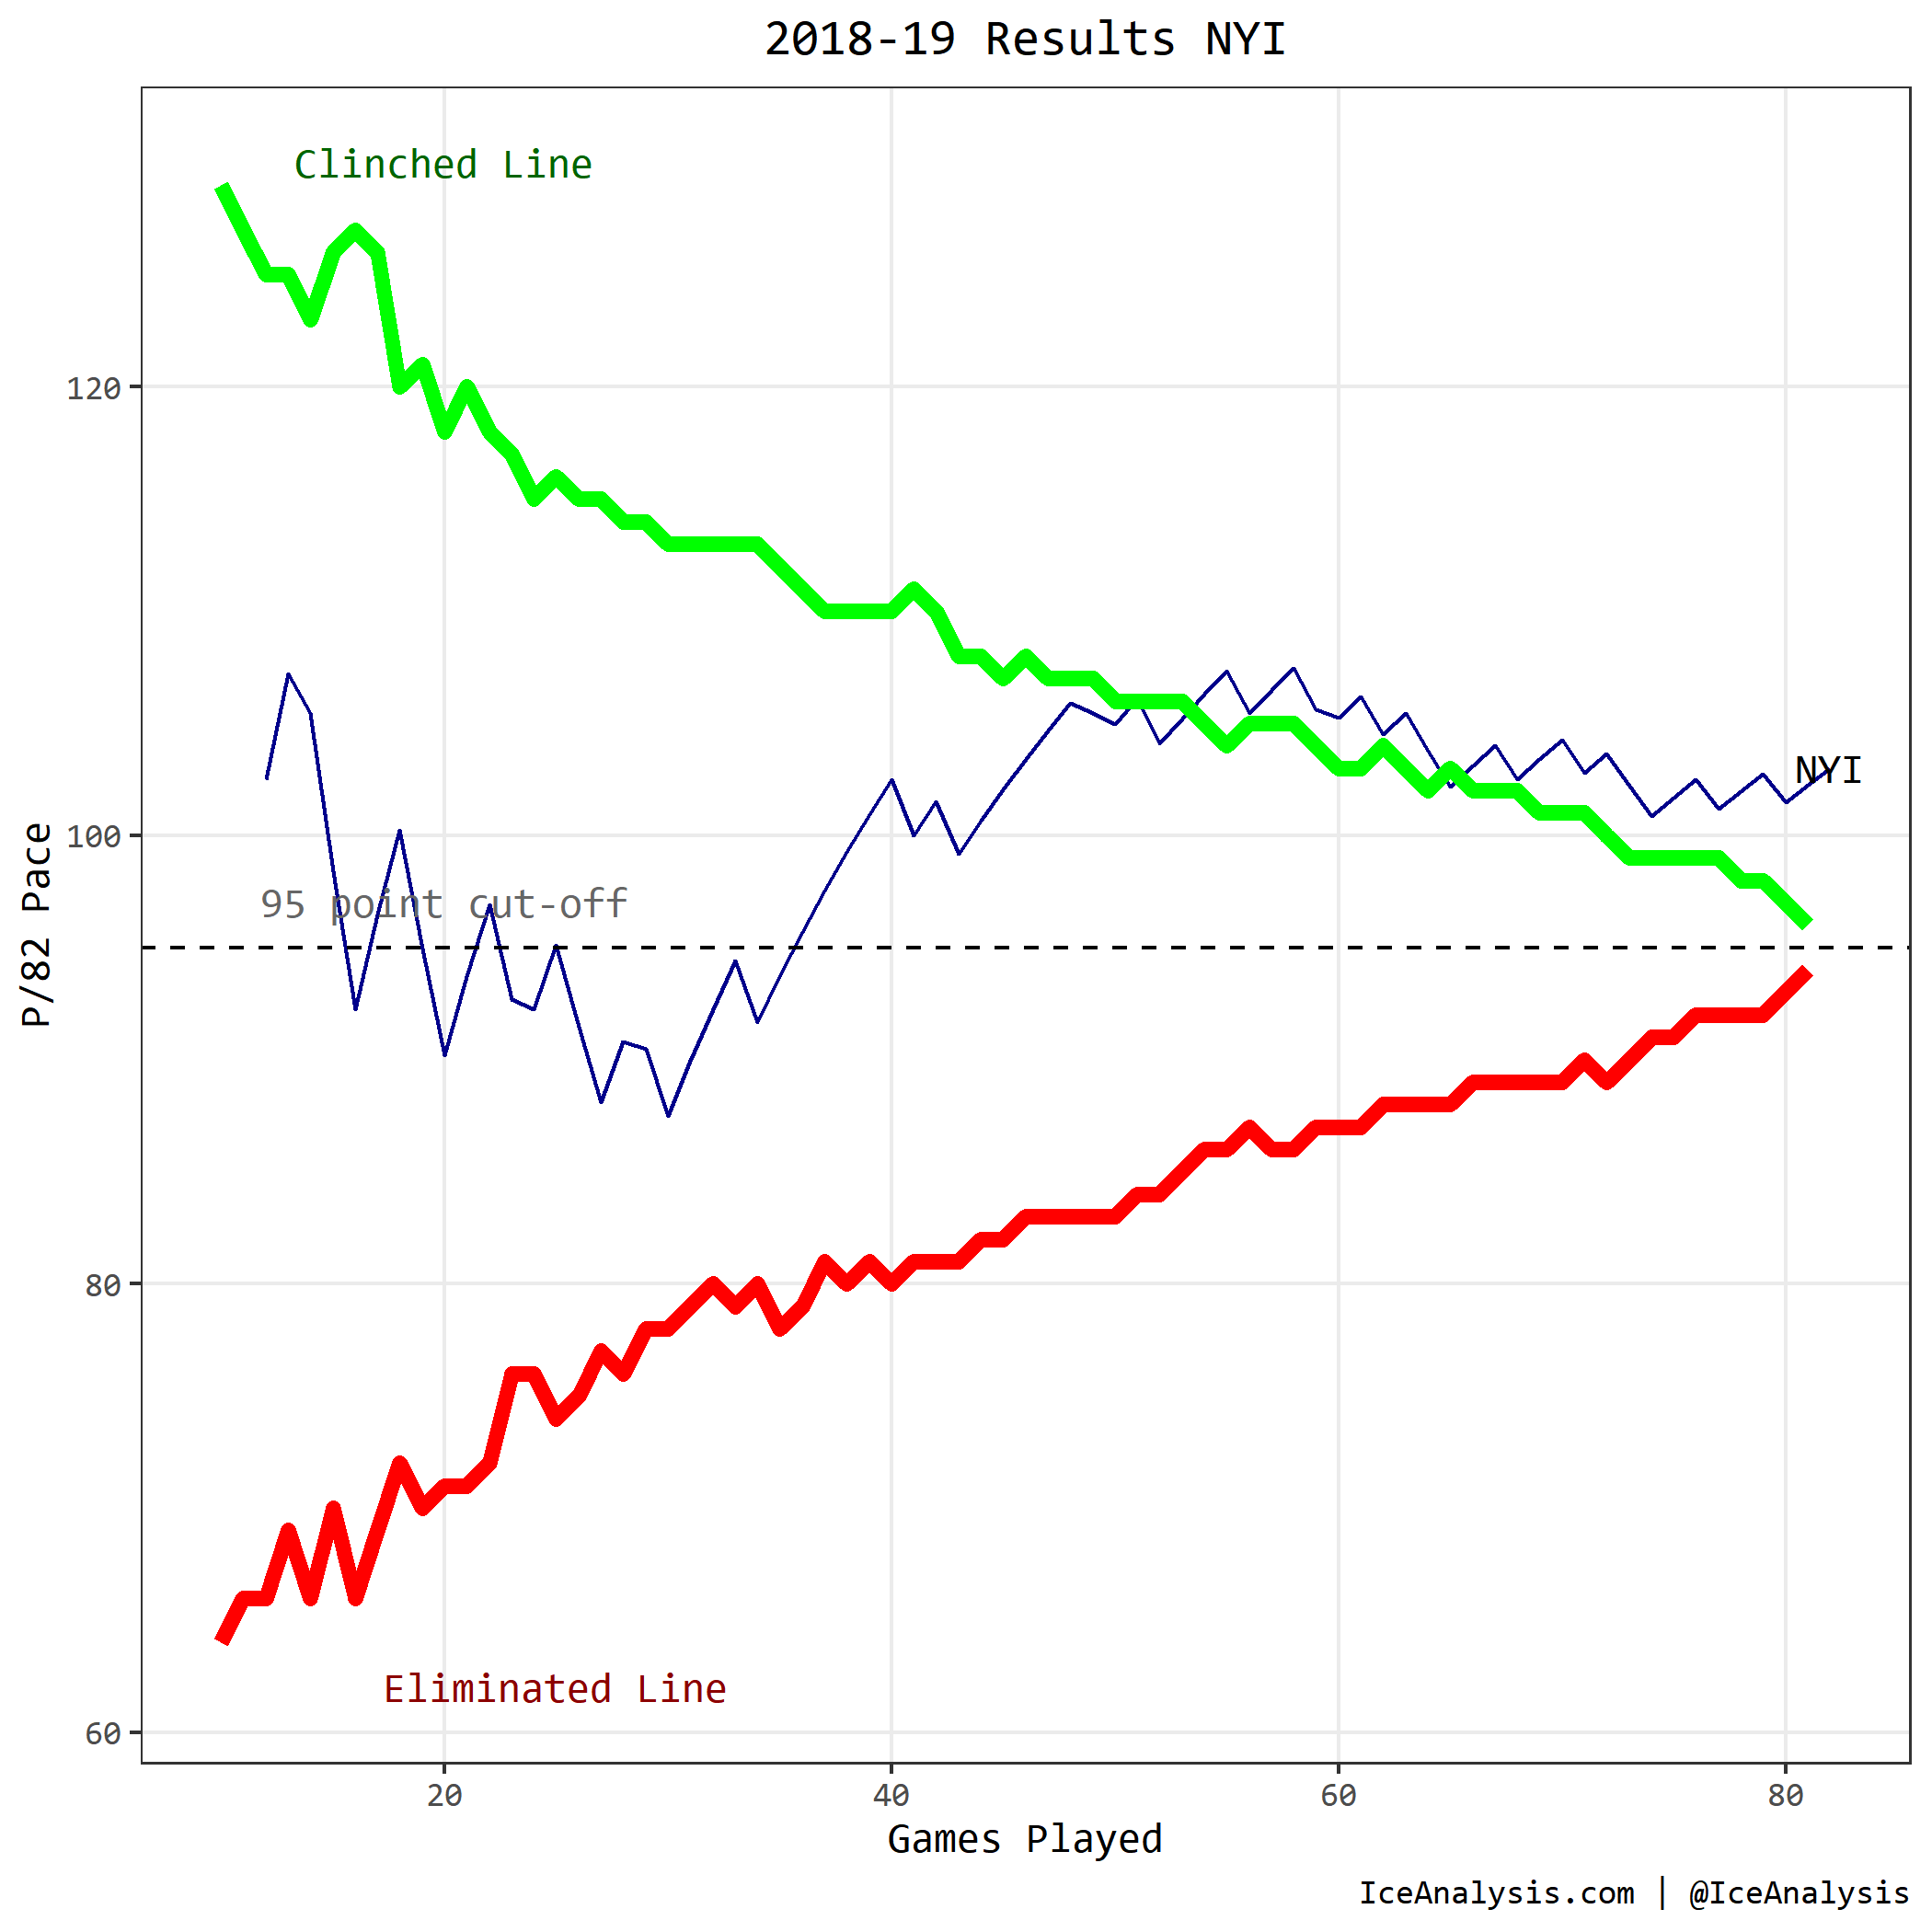 2018-19 Results NYI
Clinched Line
120
NYI
100
95 point cut-off
P/82 Pace
80
Eliminated Line
60
20 40 60 80
Games Played
IceAnalysis.com | @IceAnalysis